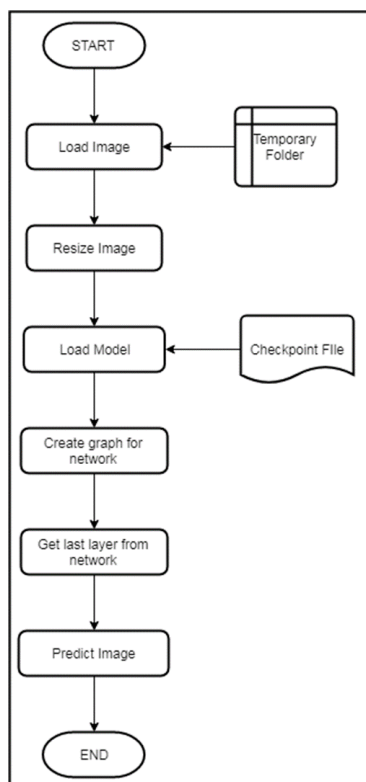 START
Load Image
Temporary
Folder
Resize Image
Load Model
Checkpoint FIle
Create graph for
network
Get last layer from
network
Predict Image
END